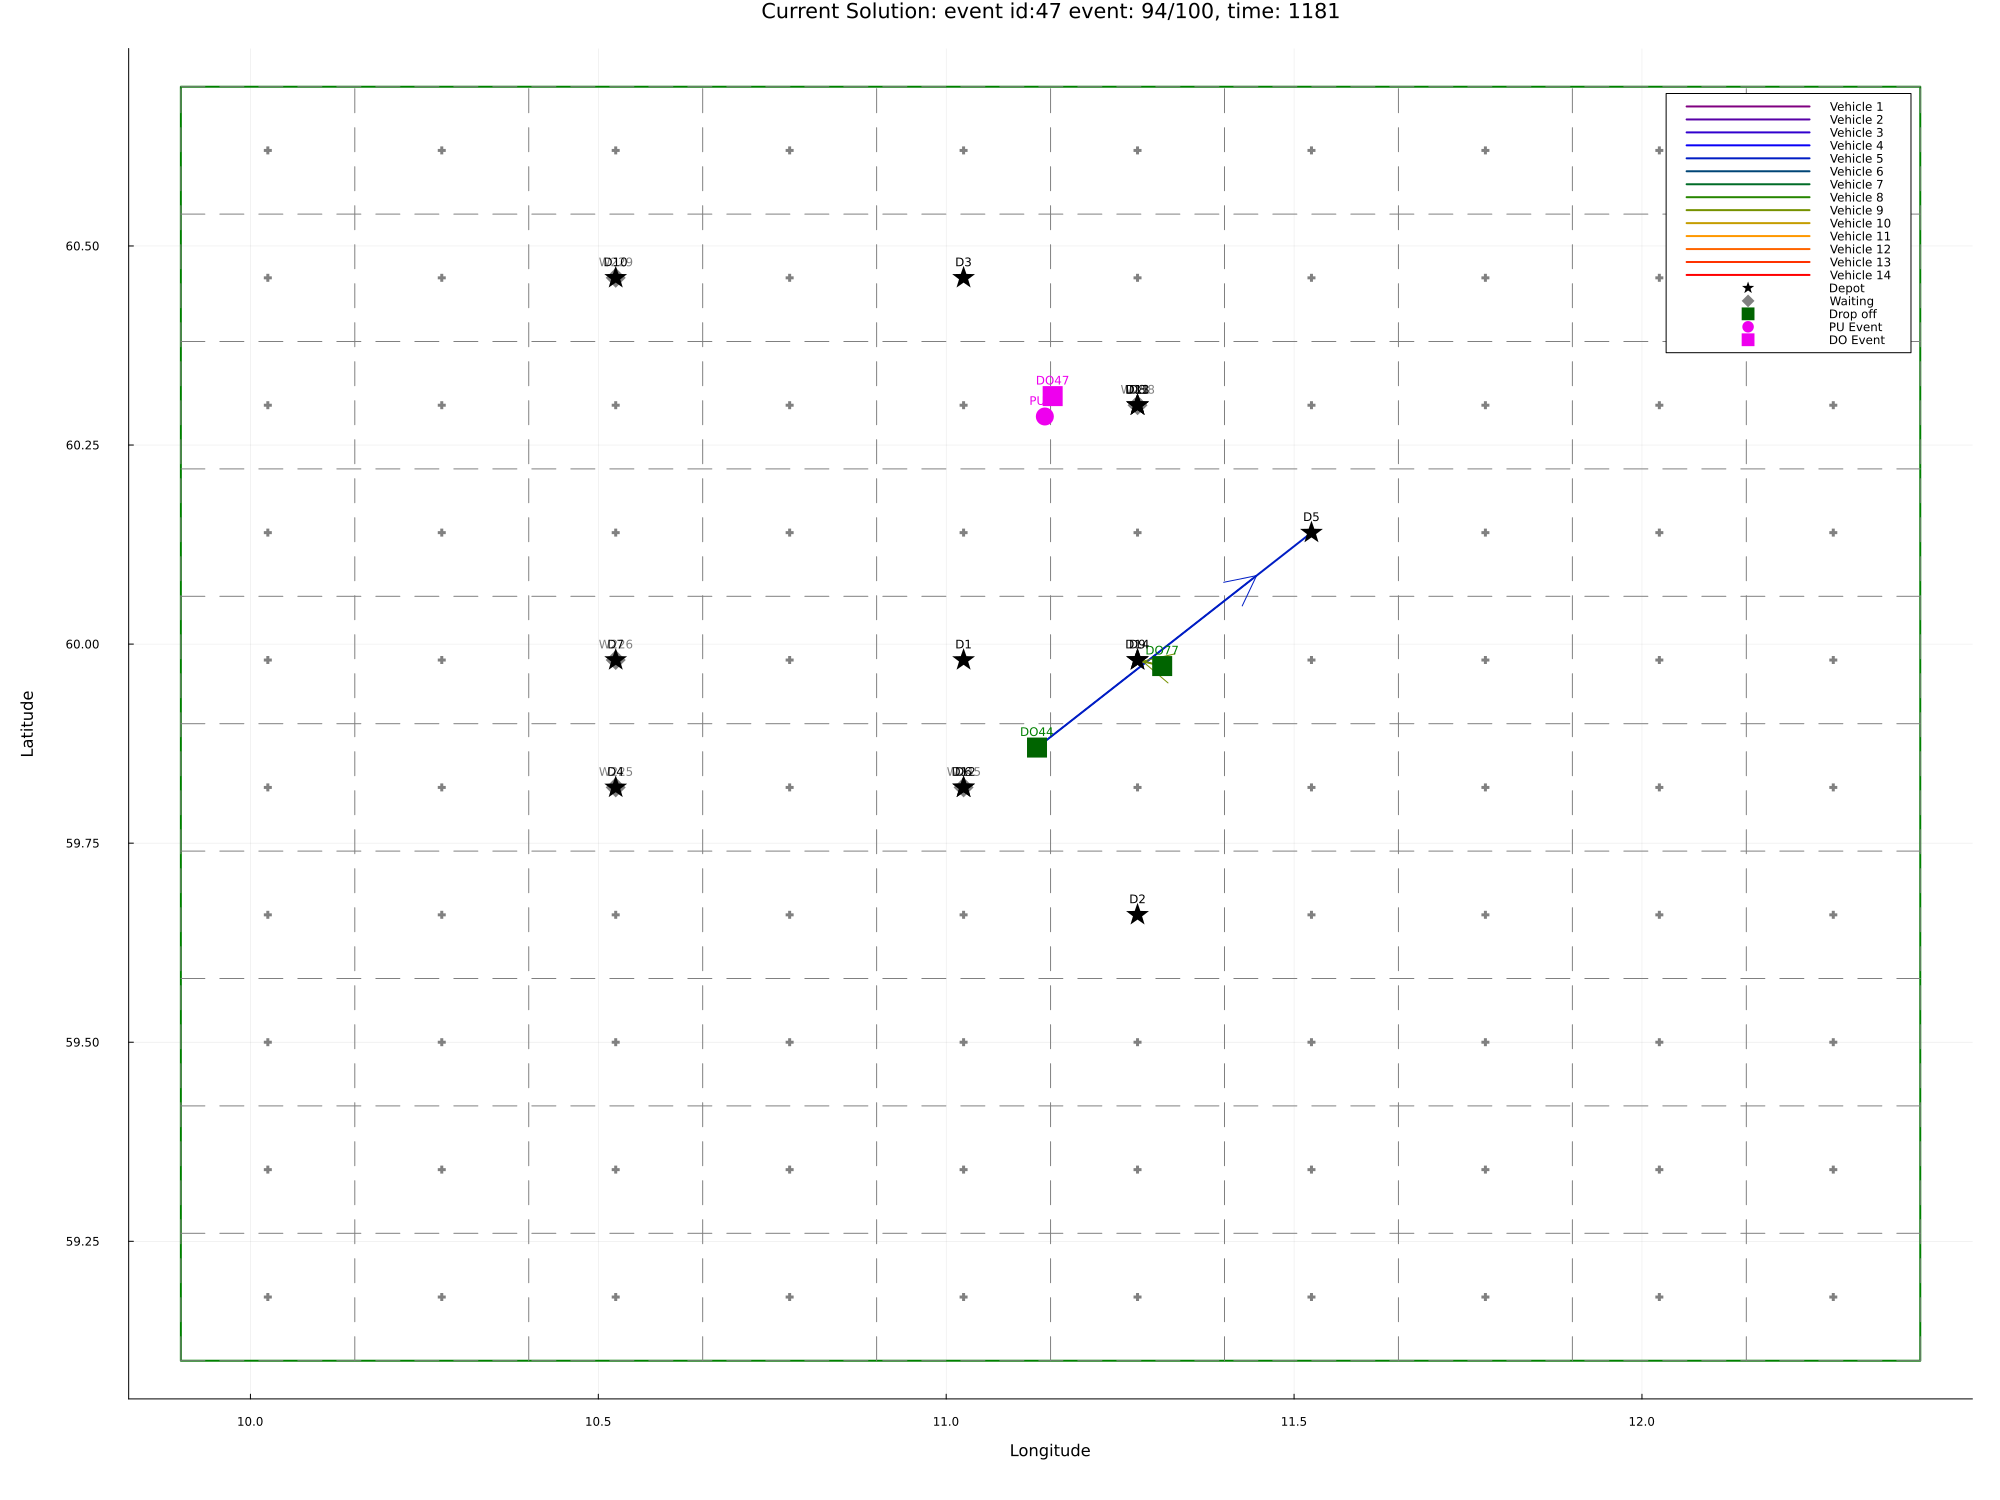 Current Solution: event id:47 event: 94/100, time: 1181
Vehicle 1
Vehicle 2
Vehicle 3
Vehicle 4
Vehicle 5
Vehicle 6
Vehicle 7
Vehicle 8
Vehicle 9
Vehicle 10
Vehicle 11
Vehicle 12
Vehicle 13
Vehicle 14
Depot
Waiting
Drop off
PU Event
DO Event
60.50
D10
D3
DO47
60.25
D5
60.00
D7
D1
DO77
DO44
D4
59.75
D2
59.50
59.25
10.0
10.5
11.0
11.5
12.0
Longitude
Latitude